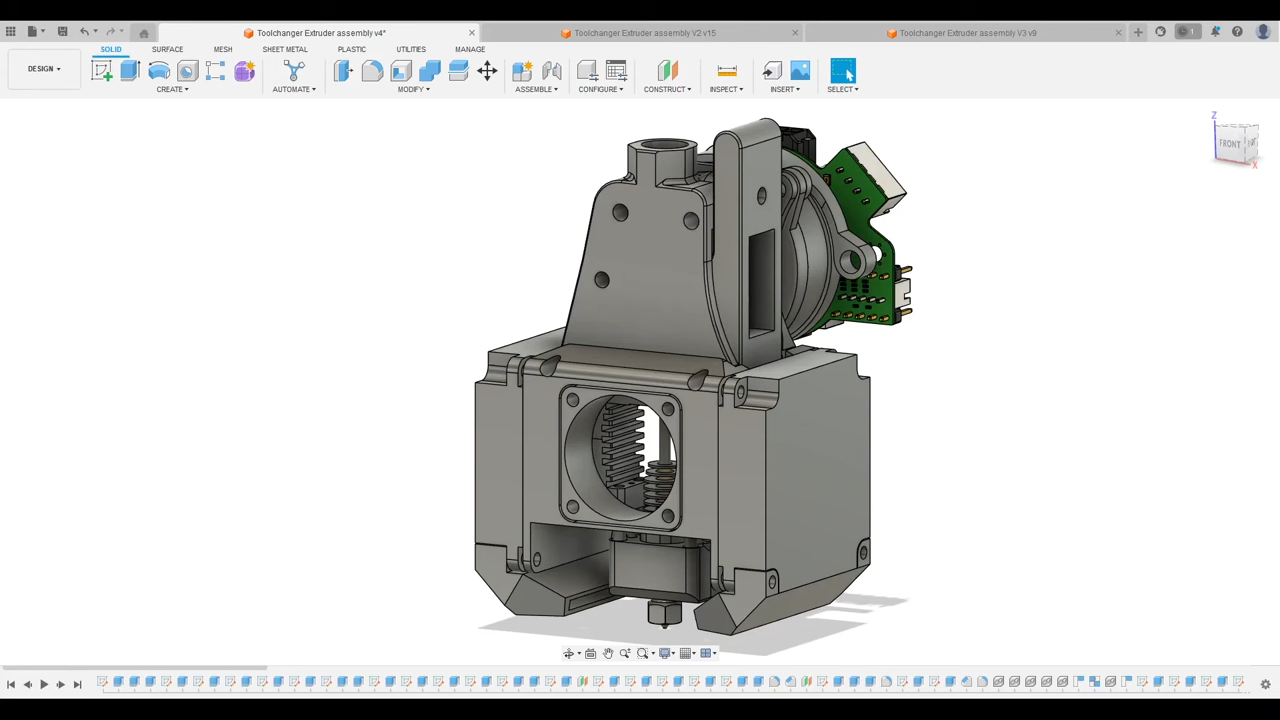 Toolchanger Extruder assembly v4*
Toolchanger Extruder assembly V2 v15
Toolchanger Extruder assembly V3 v9
1
SOLID
SURFACE
MESH
SHEET METAL
PLASTIC
UTILITIES
MANAGE
DESIGN
CREATE
AUTOMATE
MODIFY
ASSEMBLE
CONFIGURE
CONSTRUCT
INSPECT
INSERT
SELECT
Z
FRONT
X